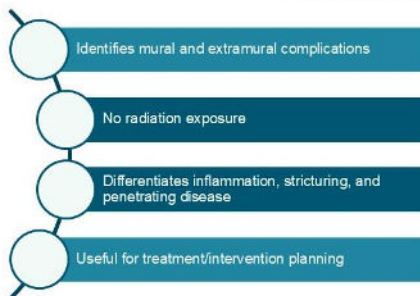 Identifies mural and extramural complications
No radiation exposure
Differentiates inflammation, stricturing, and
penetrating disease
Useful for treatment/intervention planning